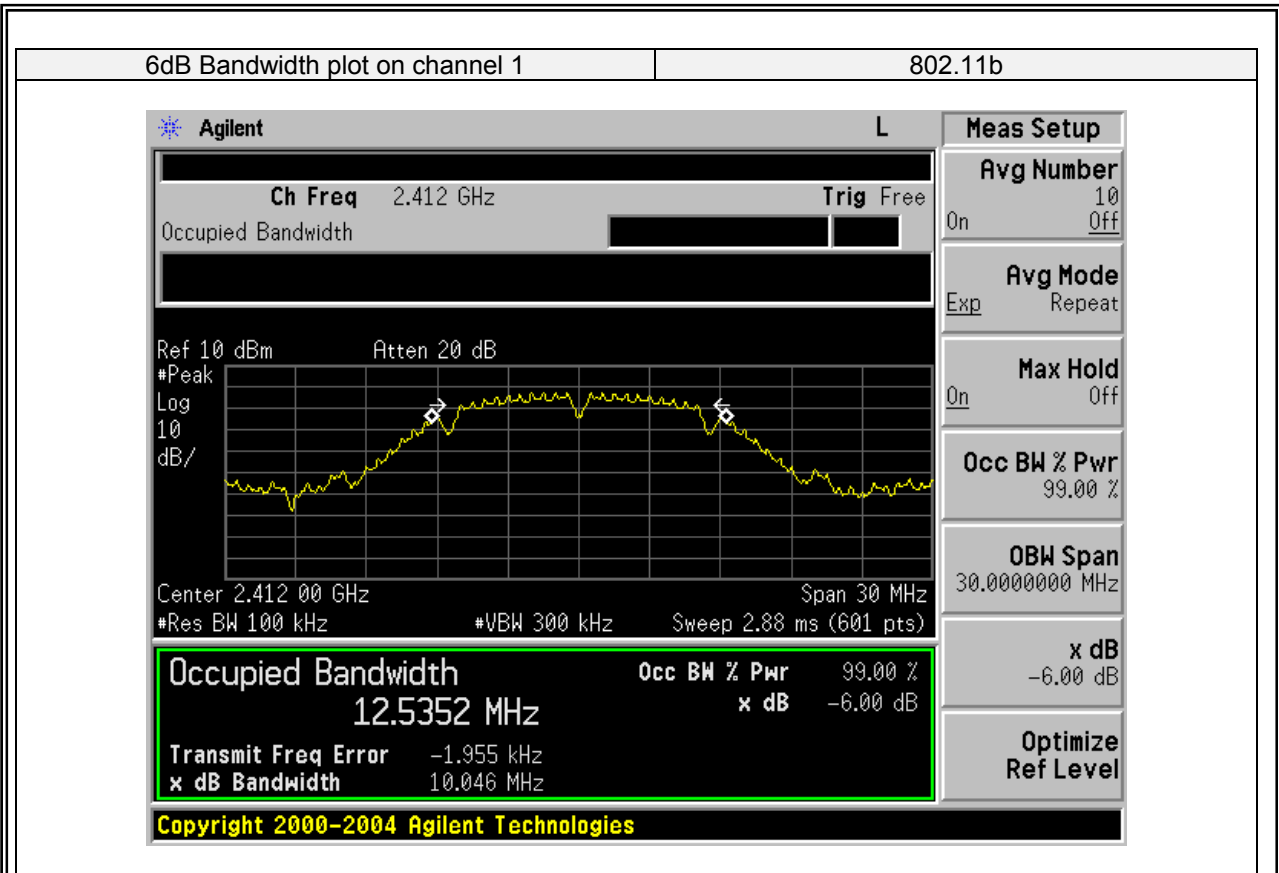 6dB Bandwidth plot on channel 1 802.11b
Agilent L
Ch Freq 2.412 GHz Trig Free
Occupied Bandwidth
Ref 10 dBm Atten 20 dB
#Peak
Log
10
dB/
Center 2.412 00 GHz Span 30 MHz
#Res BW 100 kHz #VBW 300 kHz Sweep 2.88 ms (601 pts)
Occupied Bandwidth Occ BW % Pwr 99.00 %
12.5352 MHz x dB -6.00 dB
Transmit Freq Error -1.955 kHz
x dB Bandwidth 10.046 MHz
Copyright 2000-2004 Agilent Technologies
Meas Setup
Avg Number
10
On Off
Avg Mode
Exp Repeat
Max Hold
On Off
Occ BW % Pwr
99.00 %
OBW Span
30.0000000 MHz
x dB
-6.00 dB
Optimize
Ref Level